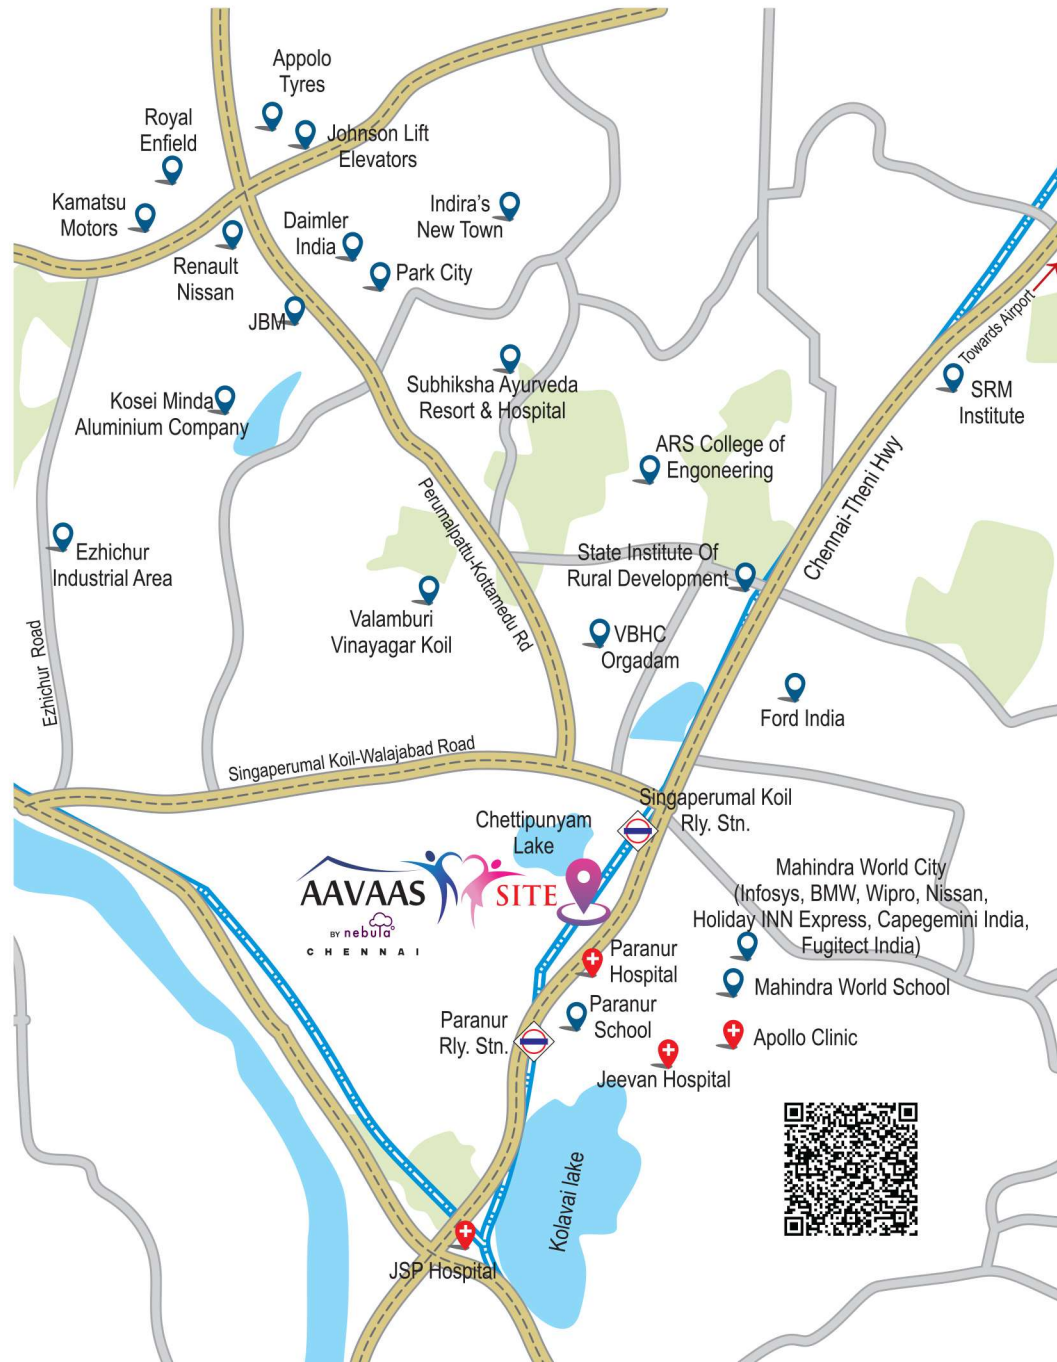 Appolo
Tyres
Royal
Enfield
Johnson Lift
Elevators
Kamatsu
Motors
Daimler
India
Indira's
New Town
Renault
Nissan
Park City
JBM
Towards Airport
Subhiksha Ayurveda
Resort & Hospital
SRM
Institute
Kosei Minda
Aluminium Company
ARS College of
Engoneering
Chennai-Theni Hwy
Perumalpattu-Kottamedu Rd
Ezhichur
Industrial Area
State Institute Of
Rural Development
Valamburi
Vinayagar Koil
VBHC
Orgadam
Ezhichur Road
Ford India
Singaperumal Koil-Walajabad Road
Singaperumal Koil
Rly. Stn.
Chettipunyam
Lake
AAVAAS
SITE
BY nebula
CHENNAI
Mahindra World City
(Infosys, BMW, Wipro, Nissan,
Holiday INN Express, Capegemini India,
Fugitect India)
Paranur
Hospital
Mahindra World School
Paranur
School
Paranur
Rly. Stn.
Apollo Clinic
Jeevan Hospital
Kolavai lake
JSP Hospital